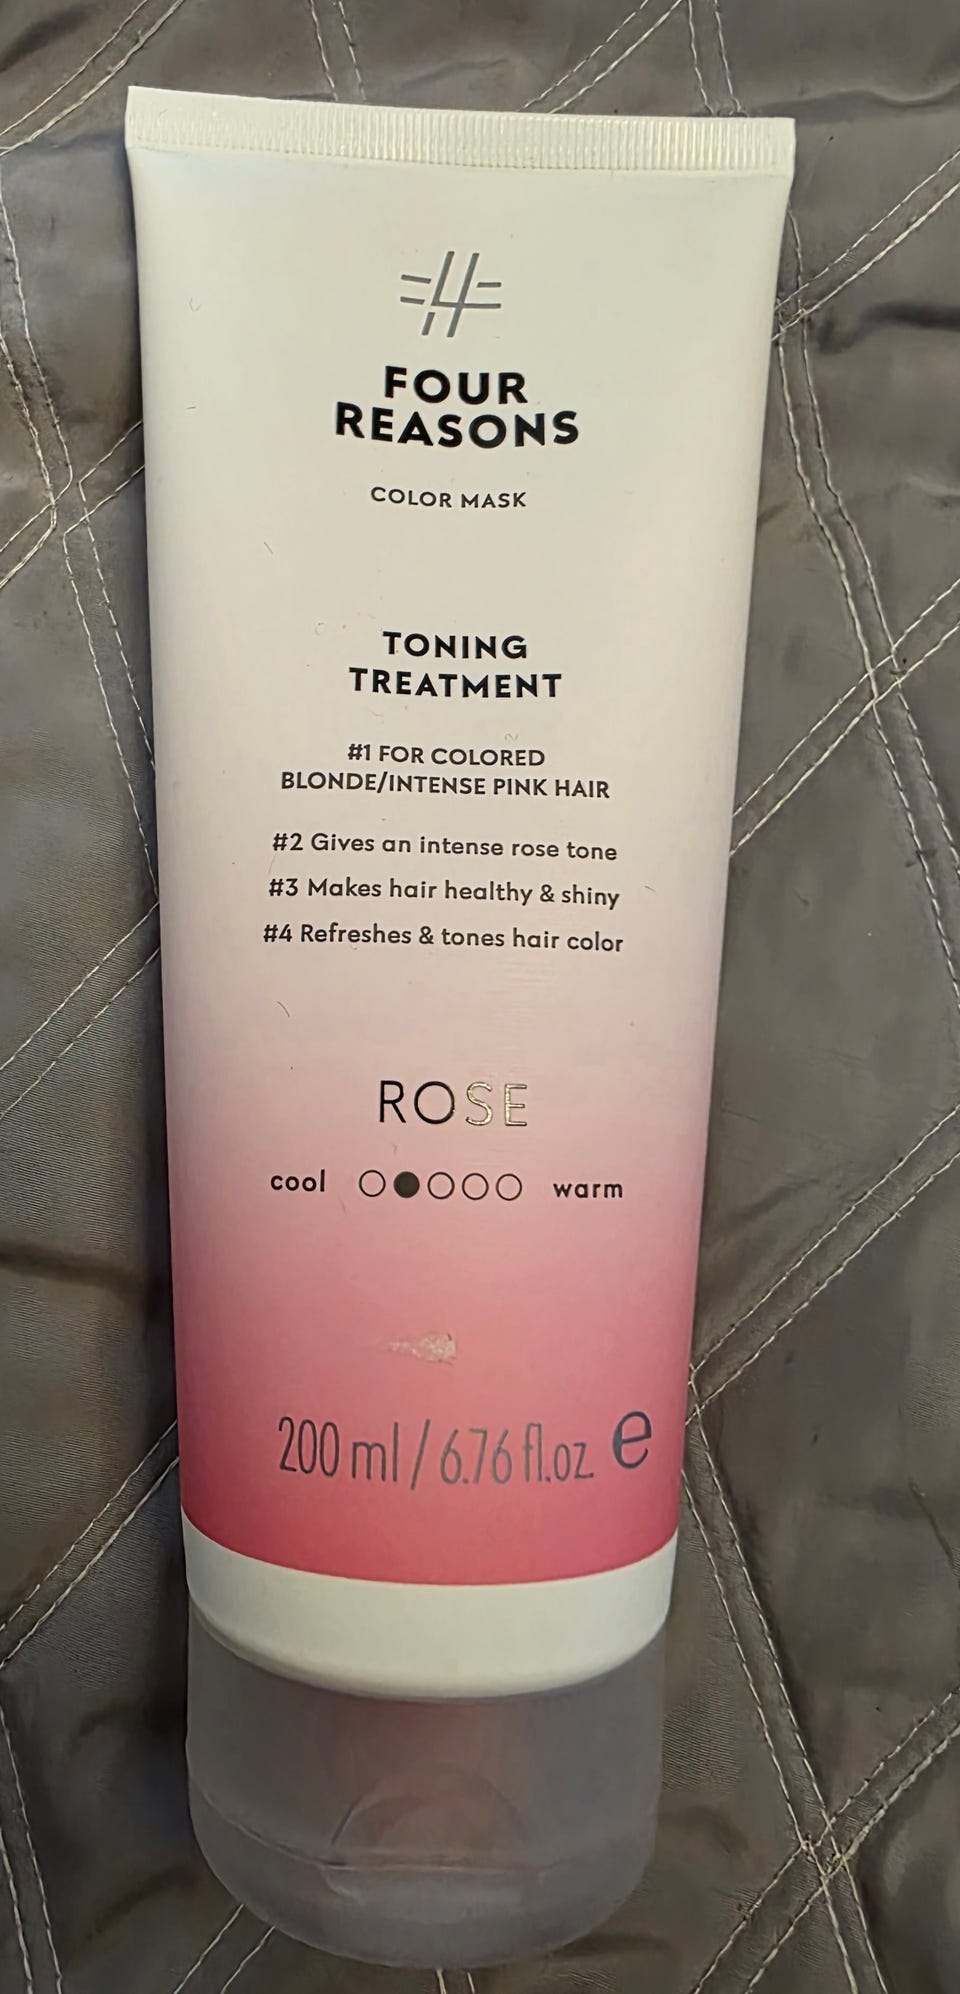 #4
FOUR
REASONS
COLOR MASK
TONING
TREATMENT
#1 FOR COLORED
BLONDE/INTENSE PINK HAIR
#2 Gives an intense rose tone
#3 Makes hair healthy & shiny
#4 Refreshes & tones hair color
ROSE
cool warm
200 ml / 6.76 fl.oz e